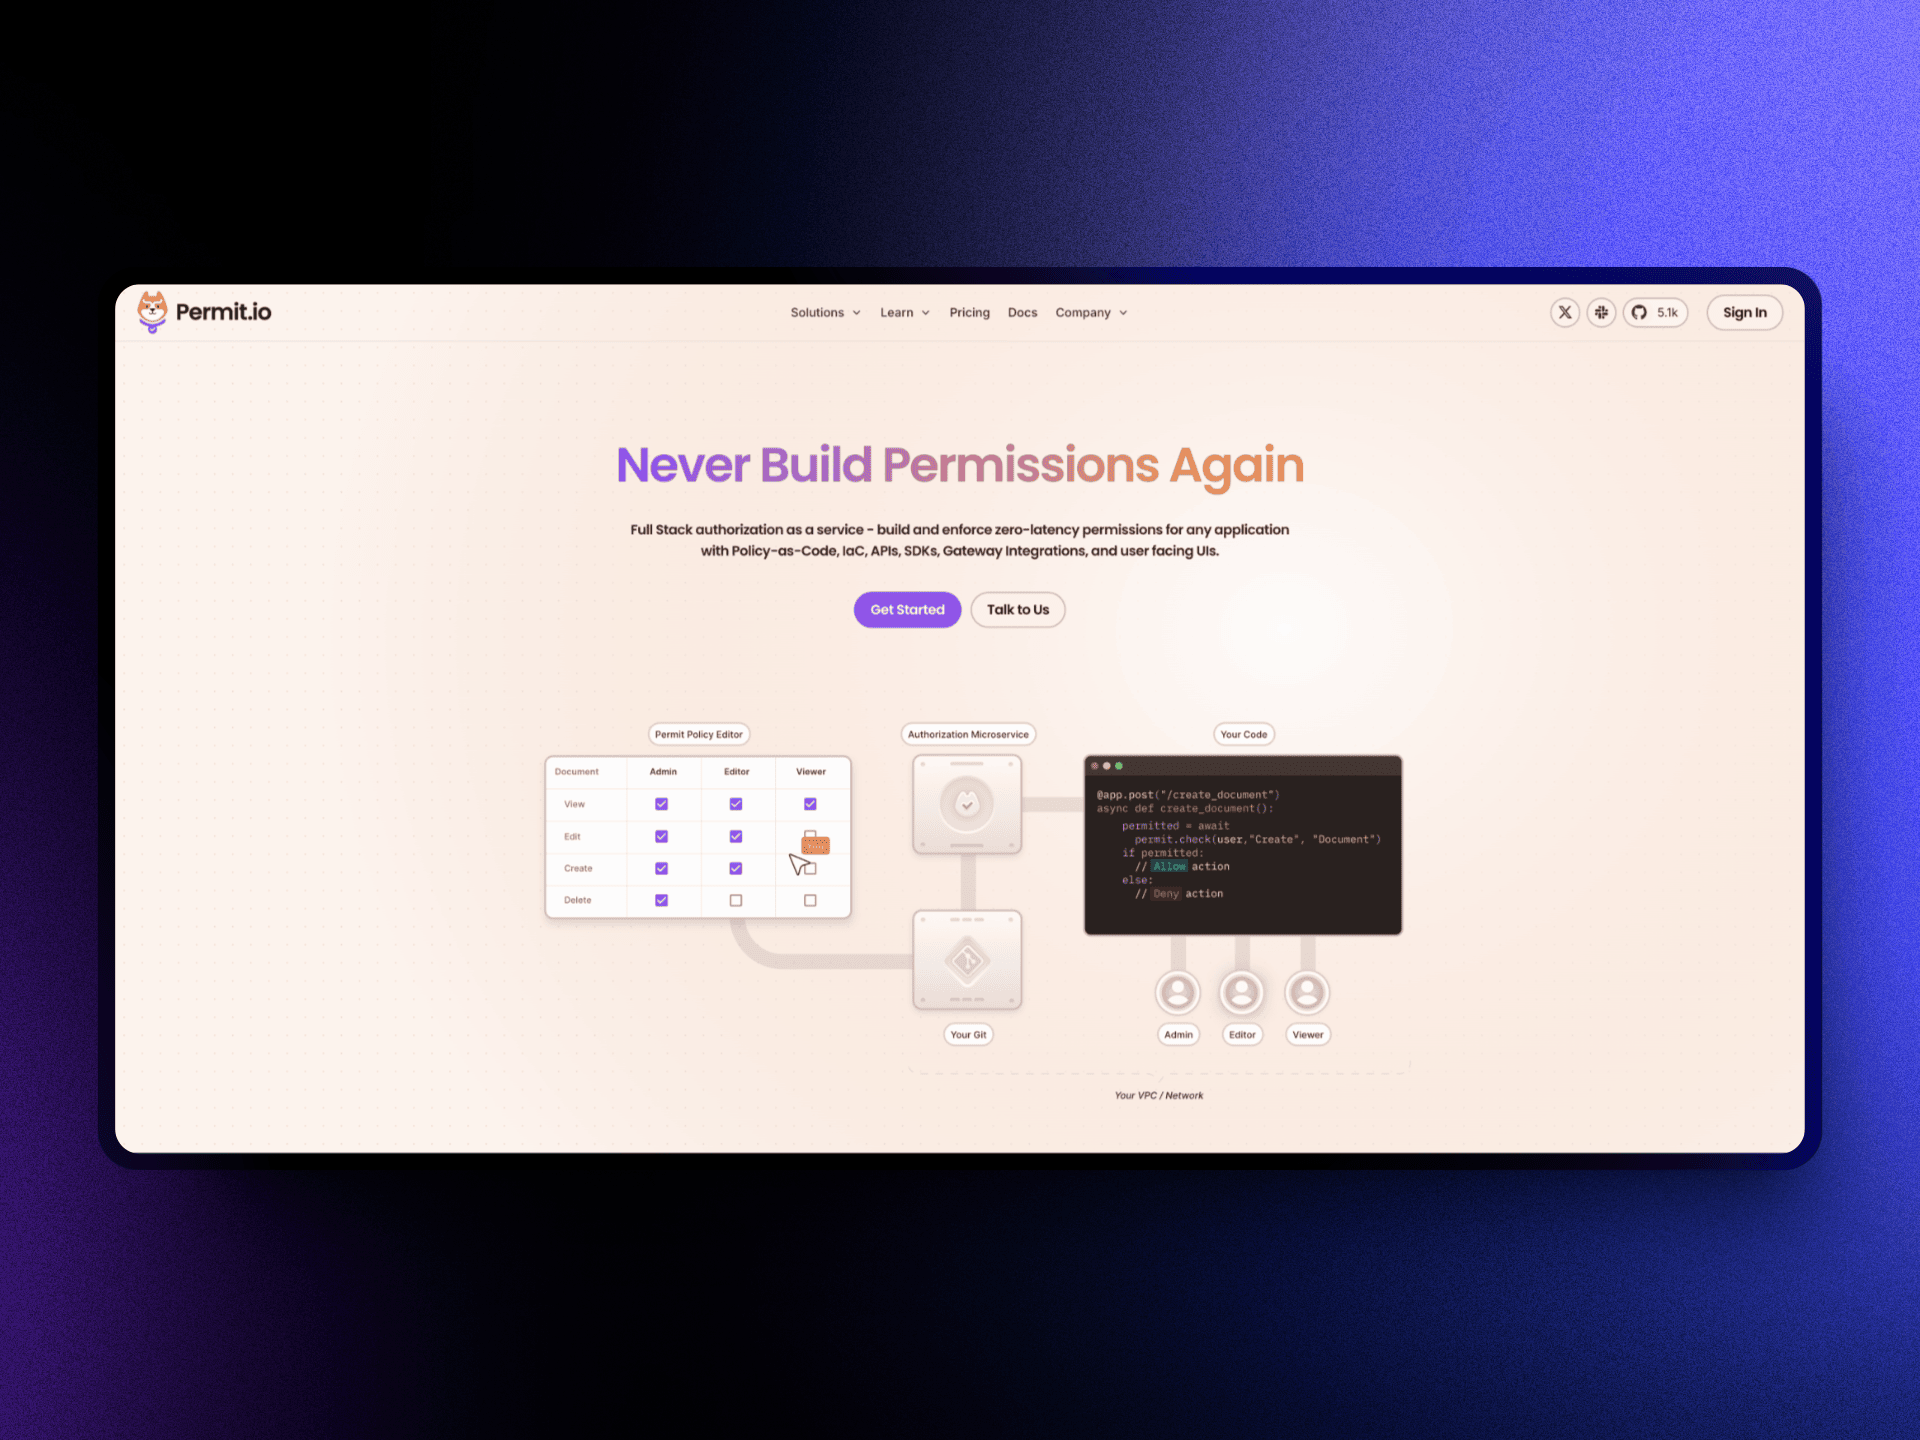 Permit.io
Solutions
Learn
Pricing
Docs
Company
5.1k
Sign In
Never Build Permissions Again
Full Stack authorization as a service - build and enforce zero-latency permissions for any application
with Policy-as-Code, IaC, APIs, SDKs, Gateway Integrations, and user facing UIs.
Get Started
Talk to Us
Permit Policy Editor
Document Admin Editor Viewer
View
Edit
Create
Delete
Authorization Microservice
Your Git
Your Code
@app.post("/create_document")
async def create_document():
permitted = await
permit.check(user,"Create", "Document")
if permitted:
// Allow action
else:
// Deny action
Admin
Editor
Viewer
Your VPC / Network